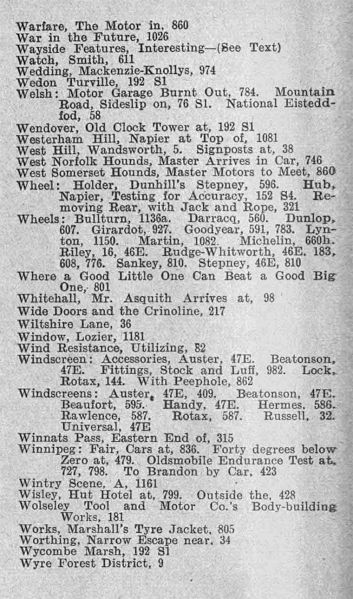 Warfare, The Motor in, 860
War in the Future, 1026
Wayside Features, Interesting—(See Text)
Watch, Smith, 611
Wedding, Mackenzie-Knollys, 974
Wedon Turville, 192 S1
Welsh: Motor Garage Burnt Out, 784. Mountain
Road, Sideslip on, 76 S1. National Eistedd-
fod, 58
Wendover, Old Clock Tower at, 192 S1
Westerham Hill, Napier at Top of, 1081
West Hill, Wandsworth, 5. Signposts at, 38
West Norfolk Hounds, Master Arrives in Car, 746
West Somerset Hounds, Master Motors to Meet, 860
Wheel: Holder, Dunhill's Stepney, 596. Hub,
Napier, Testing for Accuracy, 152 S4. Re-
moving Rear, with Jack and Rope, 321
Wheels: Bullturn, 1136a. Darracq, 560. Dunlop,
607. Girardot, 927. Goodyear, 591, 783. Lyn-
ton, 1150. Martin, 1082. Michelin, 660h.
Riley, 16, 46E. Rudge-Whitworth, 46E. 183,
608, 776. Sankey, 810. Stepney, 46E, 810
Where a Good Little One Can Beat a Good Big
One, 801
Whitehall, Mr. Asquith Arrives at, 98
Wide Doors and the Crinoline, 217
Wiltshire Lane, 36
Window, Lozier, 1181
Wind Resistance, Utilizing, 52
Windscreen: Accessories, Auster, 47E. Beatonson,
47E. Fittings, Stock and Luff, 982. Lock,
Rotax, 144. With Peephole, 862
Windscreens: Auster, 47E, 409. Beatonson, 47E.
Beaufort, 595. Handy, 47E. Hermes, 586.
Rawlence, 587. Rotax, 587. Russell, 32.
Universal, 47E
Winnats Pass, Eastern End of, 315
Winnipeg: Fair, Cars at, 836. Forty degrees below
Zero at, 479. Oldsmobile Endurance Test at,
727, 798. To Brandon by Car, 423
Wintry Scene, A, 1161
Wisley, Hut Hotel at, 799. Outside the, 428
Wolseley Tool and Motor Co.'s Body-building
Works, 181
Works, Marshall's Tyre Jacket, 805
Worthing, Narrow Escape near, 34
Wycombe Marsh, 192 S1
Wyre Forest District, 9